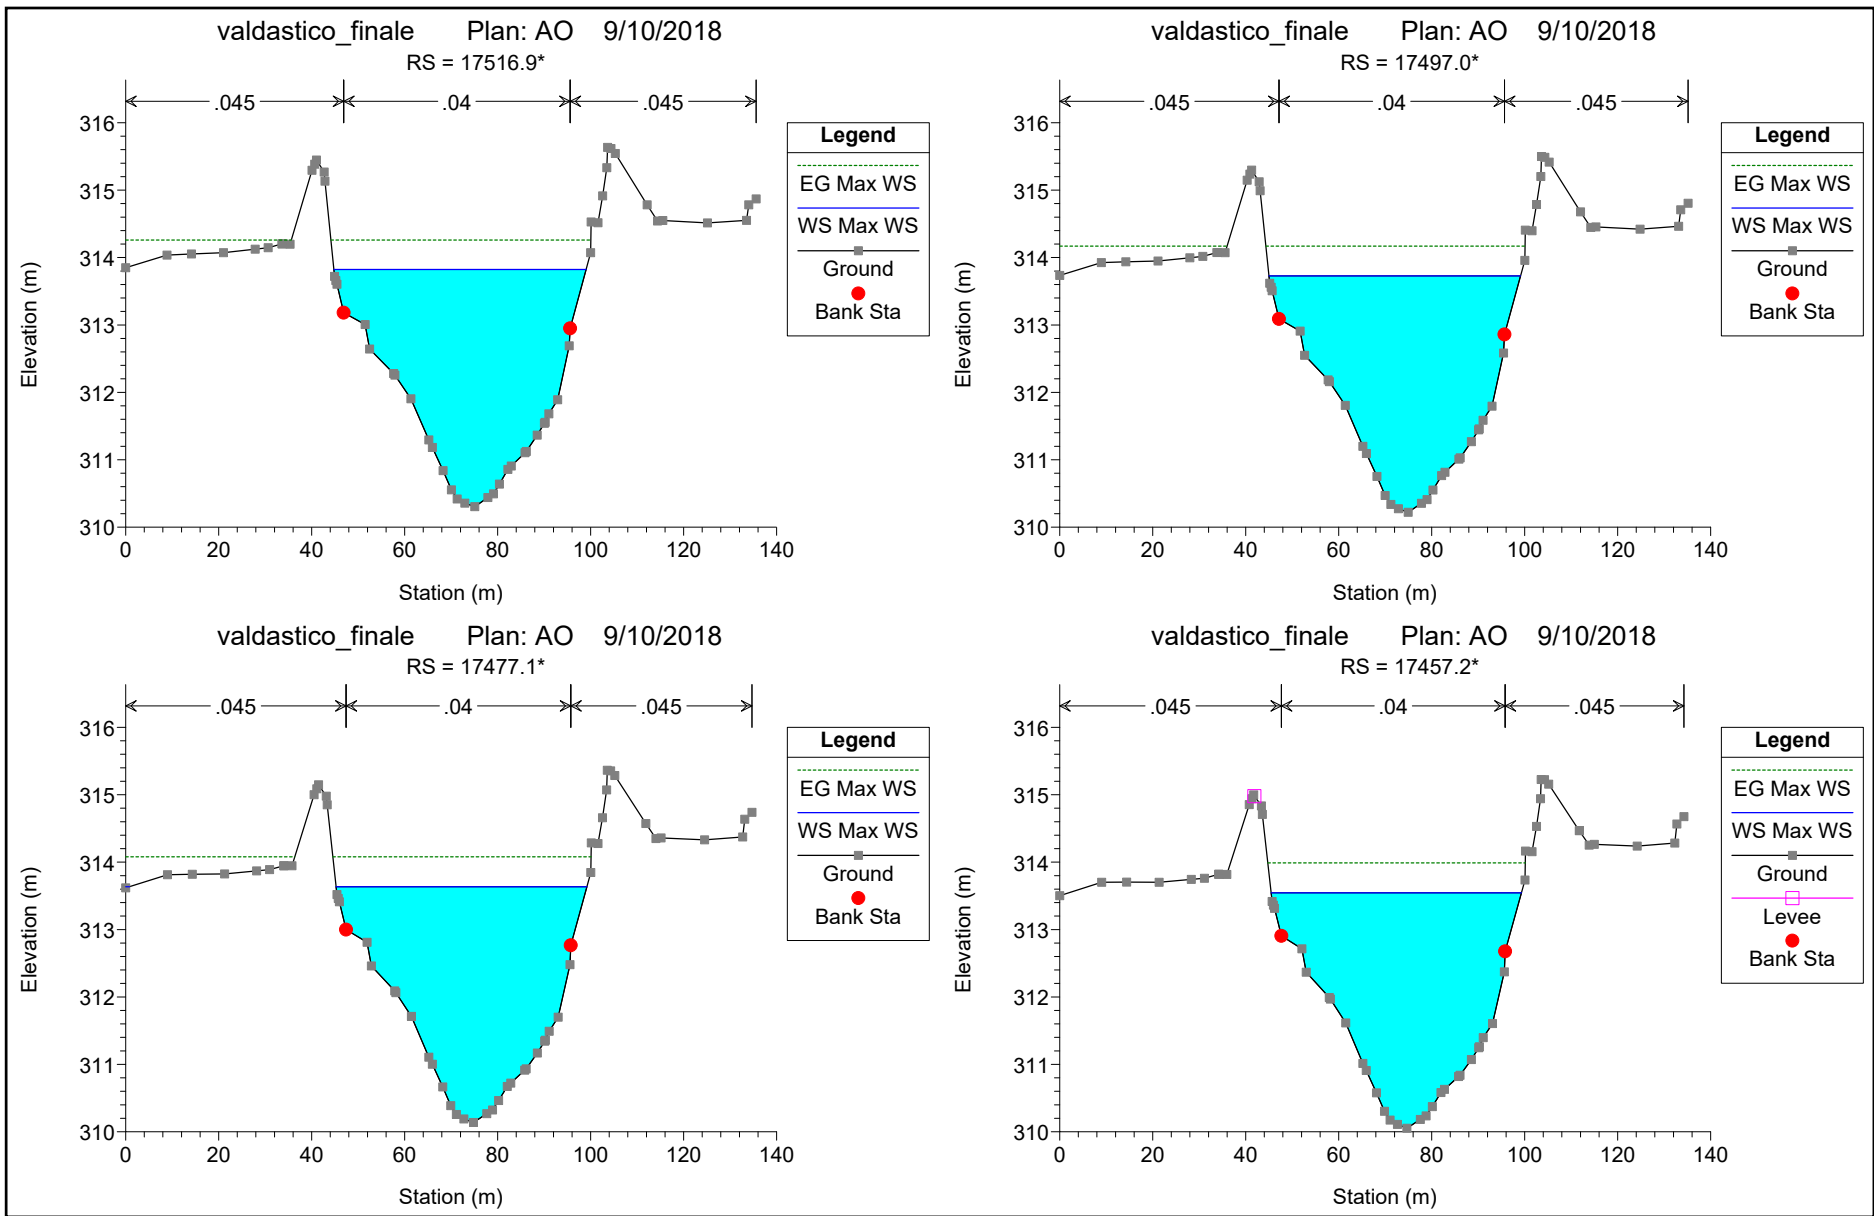 valdastico_finale Plan: AO 9/10/2018
RS = 17516.9*
.045 .04 .045
316
315
314
313
312
311
310
0 20 40 60 80 100 120 140
Station (m)
Elevation (m)
Legend
EG Max WS
WS Max WS
Ground
Bank Sta
valdastico_finale Plan: AO 9/10/2018
RS = 17497.0*
.045 .04 .045
316
315
314
313
312
311
310
0 20 40 60 80 100 120 140
Station (m)
Elevation (m)
Legend
EG Max WS
WS Max WS
Ground
Bank Sta
valdastico_finale Plan: AO 9/10/2018
RS = 17477.1*
.045 .04 .045
316
315
314
313
312
311
310
0 20 40 60 80 100 120 140
Station (m)
Elevation (m)
Legend
EG Max WS
WS Max WS
Ground
Bank Sta
valdastico_finale Plan: AO 9/10/2018
RS = 17457.2*
.045 .04 .045
316
315
314
313
312
311
310
0 20 40 60 80 100 120 140
Station (m)
Elevation (m)
Legend
EG Max WS
WS Max WS
Ground
Levee
Bank Sta